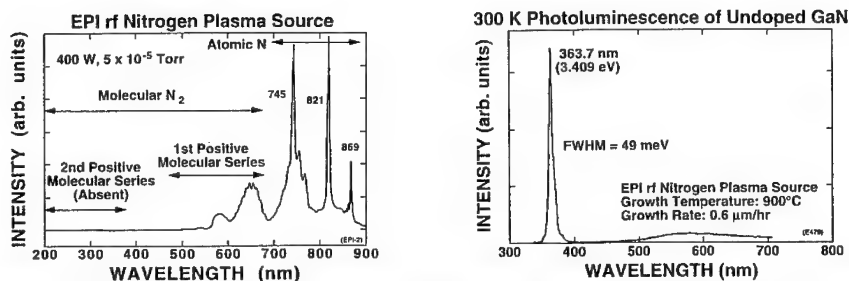 EPI rf Nitrogen Plasma Source
INTENSITY (arb. units)
400 W, 5 x 10⁻⁵ Torr
Atomic N
Molecular N₂
745
821
869
1st Positive
Molecular Series
2nd Positive
Molecular Series
(Absent)
(EPI-2)
200 300 400 500 600 700 800 900
WAVELENGTH (nm)
300 K Photoluminescence of Undoped GaN
INTENSITY (arb. units)
363.7 nm
(3.409 eV)
FWHM = 49 meV
EPI rf Nitrogen Plasma Source
Growth Temperature: 900°C
Growth Rate: 0.6 µm/hr
(E479)
300 400 500 600 700 800
WAVELENGTH (nm)